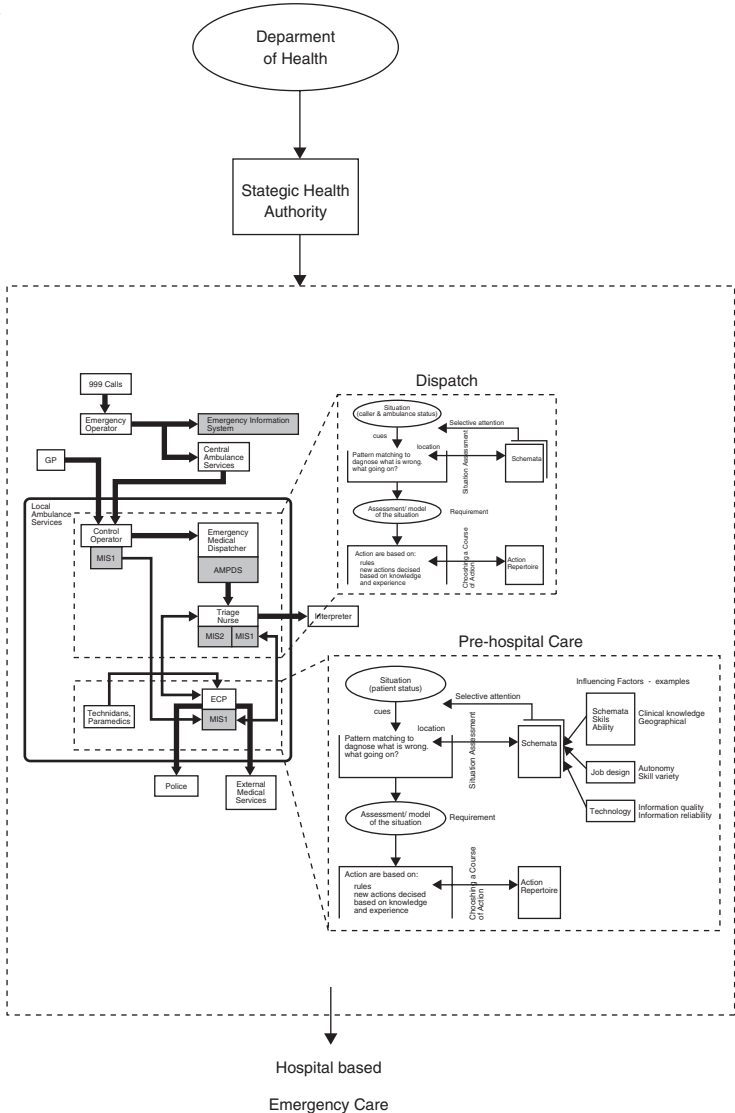 Deparment
of Health
Stategic Health
Authority
999 Calls
Emergency
Operator
Emergency Information
System
GP
Central
Ambulance
Services
Local
Ambulance
Services
Control
Operator
MIS1
Emergency
Medical
Dispatcher
AMPDS
Triage
Nurse
MIS2
MIS1
Interpreter
Technidans,
Paramedics
ECP
MIS1
Police
External
Medical
Services
Dispatch
Situation
(caller & ambulance status)
Selective attention
cues
location
Pattern matching to
diagnose what is wrong.
what going on?
Situation Assessment
Schemata
Assessment/ model
of the situation
Requirement
Action are based on:
rules
new actions decised
based on knowledge
and experience
Chooshing a Course
of Action
Action
Repertoire
Pre-hospital Care
Situation
(patient status)
Selective attention
cues
location
Pattern matching to
dagnose what is wrong.
what going on?
Situation Assessment
Schemata
Influencing Factors - examples
Schemata
Skils
Ability
Clinical knowledge
Geographical
Job design
Autonomy
Skill variety
Technology
Information quality
Information reliability
Assessment/ model
of the situation
Requirement
Action are based on:
rules
new actions decised
based on knowledge
and experience
Chooshing a Course
of Action
Action
Repertoire
Hospital based
Emergency Care